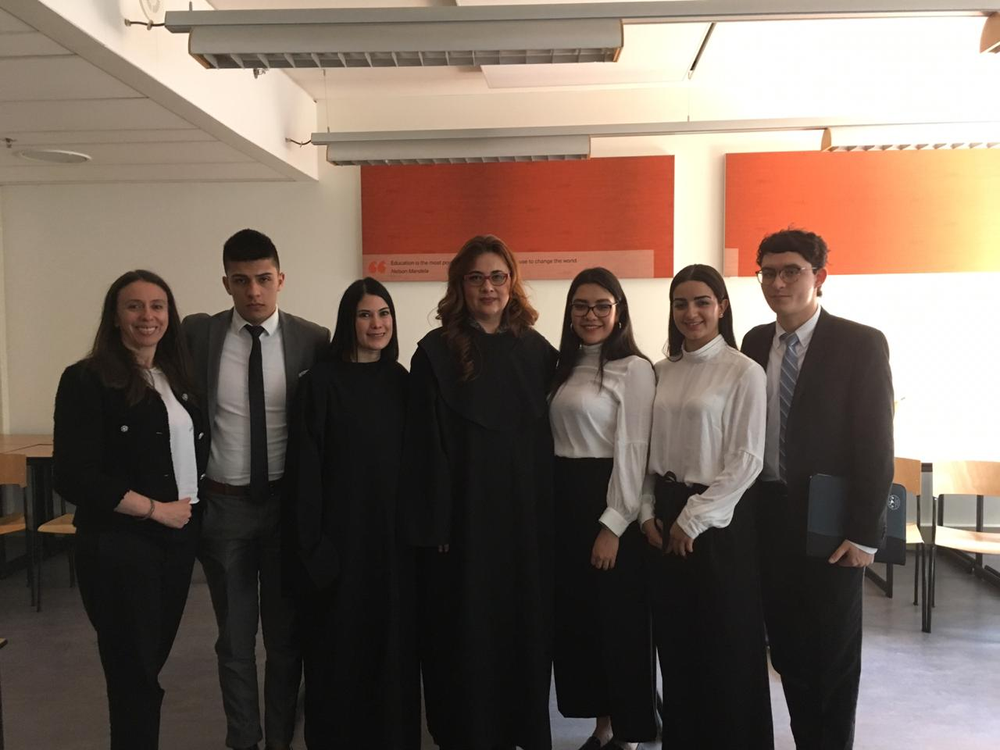 Education is the most po
use to change the world.
Nelson Mandela